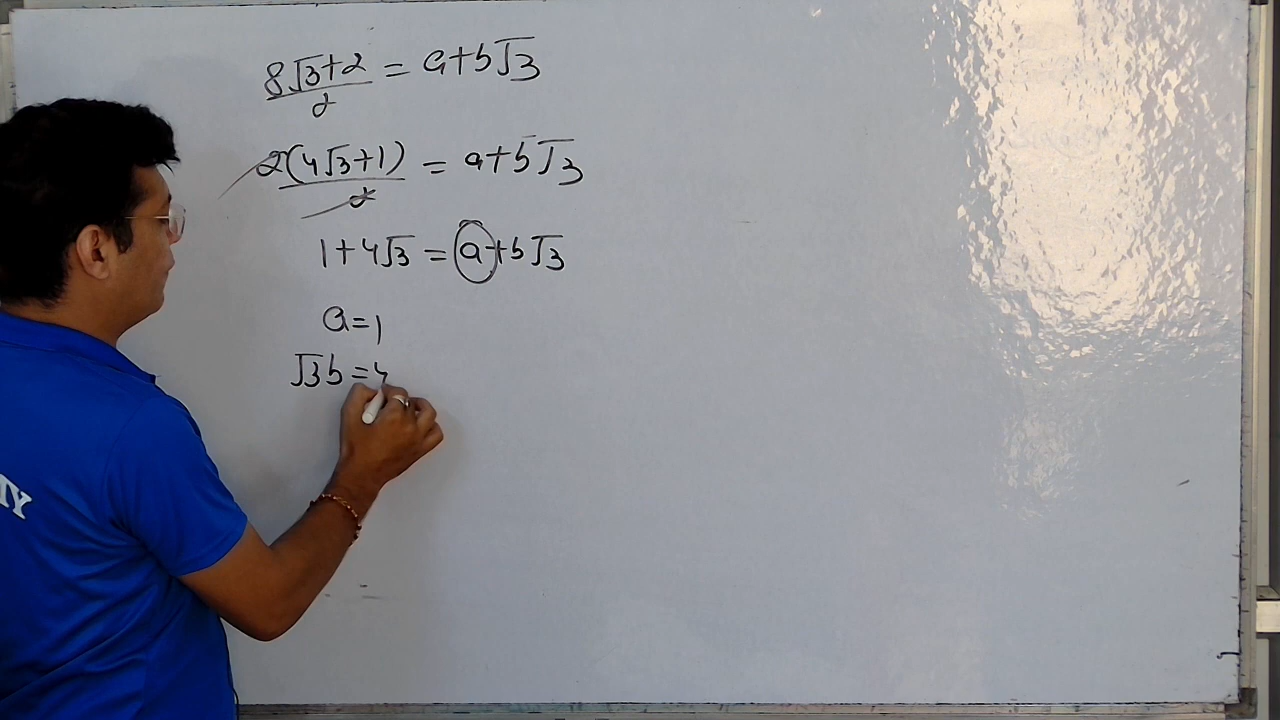 8√3+2/2 = a+b√3
2(4√3+1)/2 = a+b√3
1+4√3 = a+b√3
a=1
√3b=4